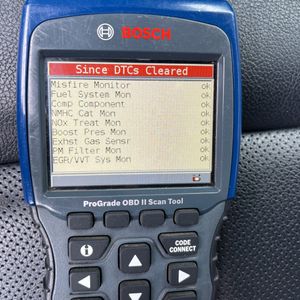 BOSCH
Since DTCs Cleared
Misfire Monitor ok
Fuel System Mon ok
Comp Component ok
NMHC Cat Mon ok
NOx Treat Mon ok
Boost Pres Mon ok
Exhst Gas Sensr ok
PM Filter Mon ok
EGR/VVT Sys Mon ok
ProGrade OBD II Scan Tool
CODE
CONNECT